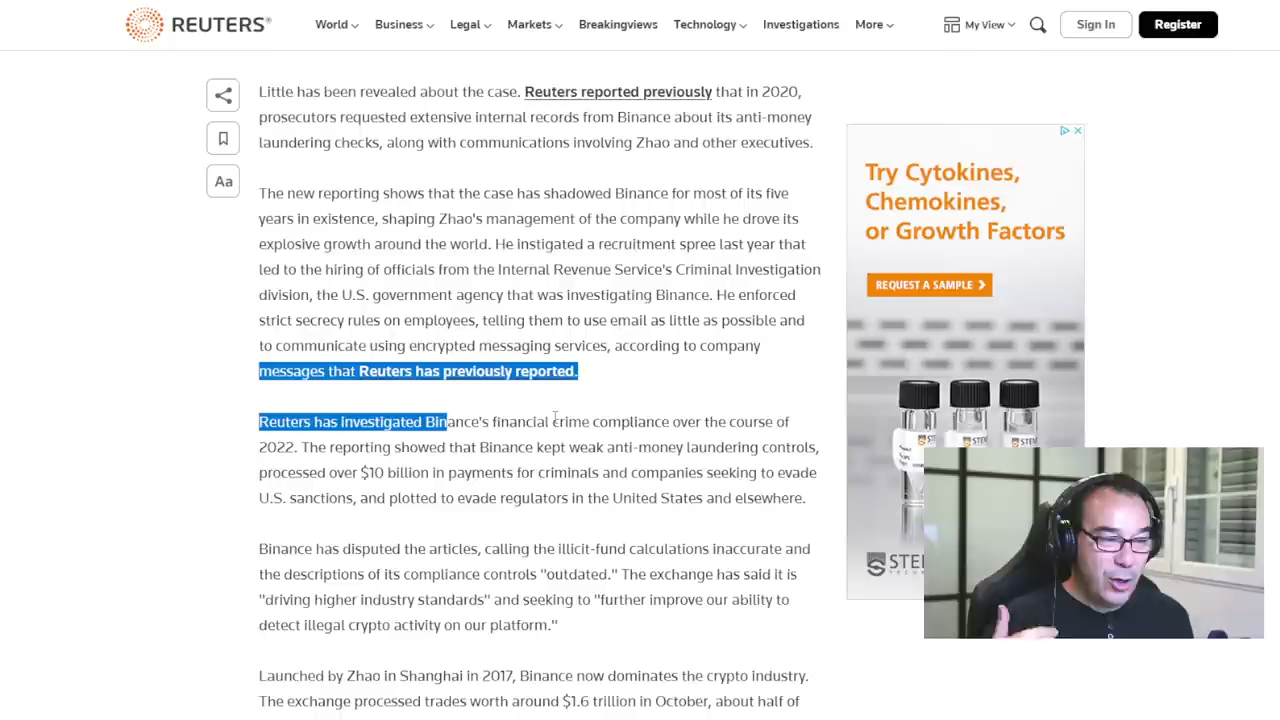 REUTERS®
World
Business
Legal
Markets
Breakingviews
Technology
Investigations
More
My View
Sign In
Register
Little has been revealed about the case. Reuters reported previously that in 2020,
prosecutors requested extensive internal records from Binance about its anti-money
laundering checks, along with communications involving Zhao and other executives.
Aa
The new reporting shows that the case has shadowed Binance for most of its five
years in existence, shaping Zhao's management of the company while he drove its
explosive growth around the world. He instigated a recruitment spree last year that
led to the hiring of officials from the Internal Revenue Service's Criminal Investigation
division, the U.S. government agency that was investigating Binance. He enforced
strict secrecy rules on employees, telling them to use email as little as possible and
to communicate using encrypted messaging services, according to company
messages that Reuters has previously reported.
Reuters has investigated Binance's financial crime compliance over the course of
2022. The reporting showed that Binance kept weak anti-money laundering controls,
processed over $10 billion in payments for criminals and companies seeking to evade
U.S. sanctions, and plotted to evade regulators in the United States and elsewhere.
Binance has disputed the articles, calling the illicit-fund calculations inaccurate and
the descriptions of its compliance controls "outdated." The exchange has said it is
"driving higher industry standards" and seeking to "further improve our ability to
detect illegal crypto activity on our platform."
Launched by Zhao in Shanghai in 2017, Binance now dominates the crypto industry.
The exchange processed trades worth around $1.6 trillion in October, about half of
Try Cytokines,
Chemokines,
or Growth Factors
REQUEST A SAMPLE
STE